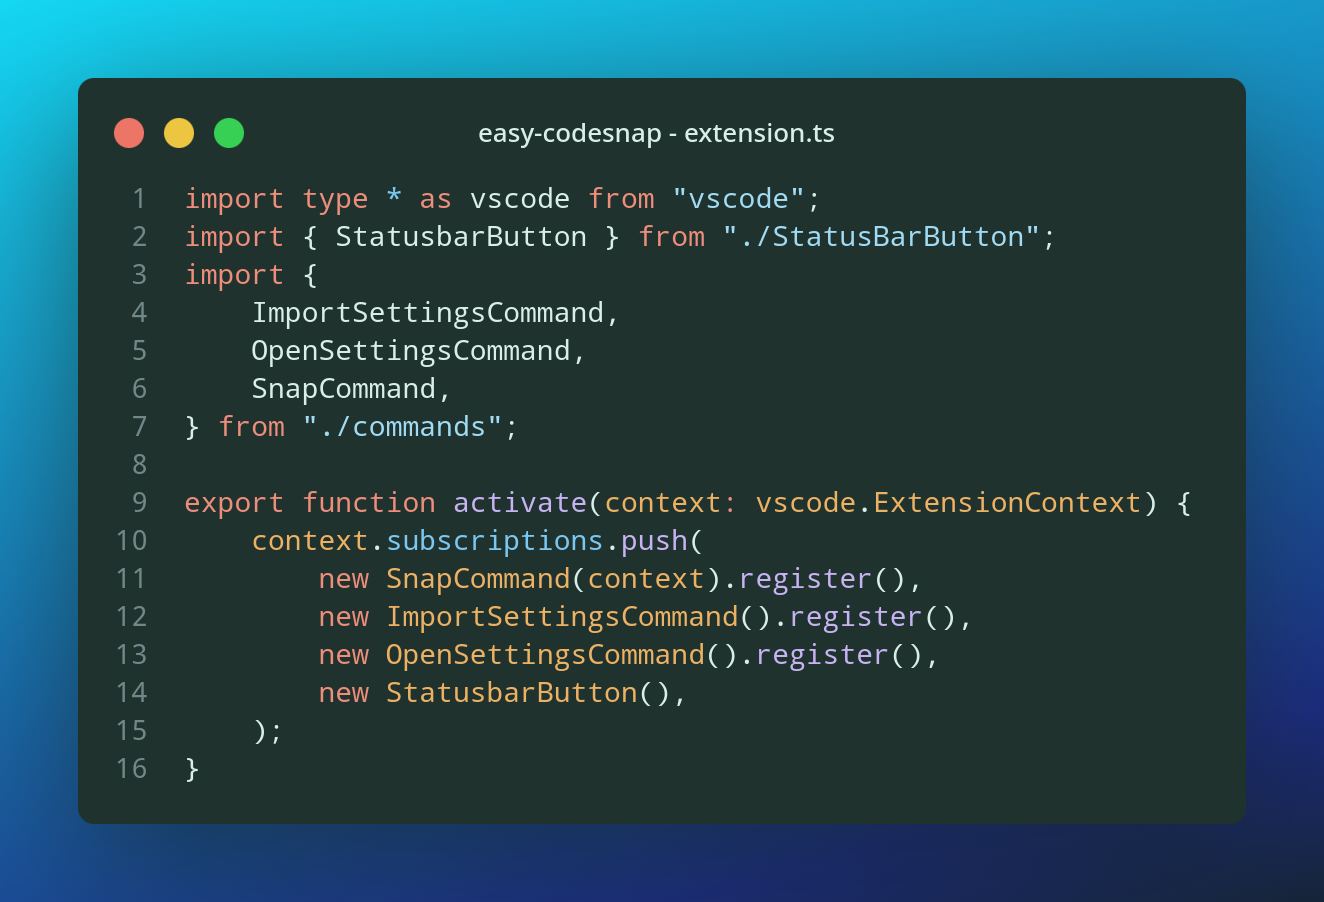 easy-codesnap - extension.ts
1 import type * as vscode from "vscode";
2 import { StatusbarButton } from "./StatusBarButton";
3 import {
4     ImportSettingsCommand,
5     OpenSettingsCommand,
6     SnapCommand,
7 } from "./commands";
8
9 export function activate(context: vscode.ExtensionContext) {
10     context.subscriptions.push(
11         new SnapCommand(context).register(),
12         new ImportSettingsCommand().register(),
13         new OpenSettingsCommand().register(),
14         new StatusbarButton(),
15     );
16 }